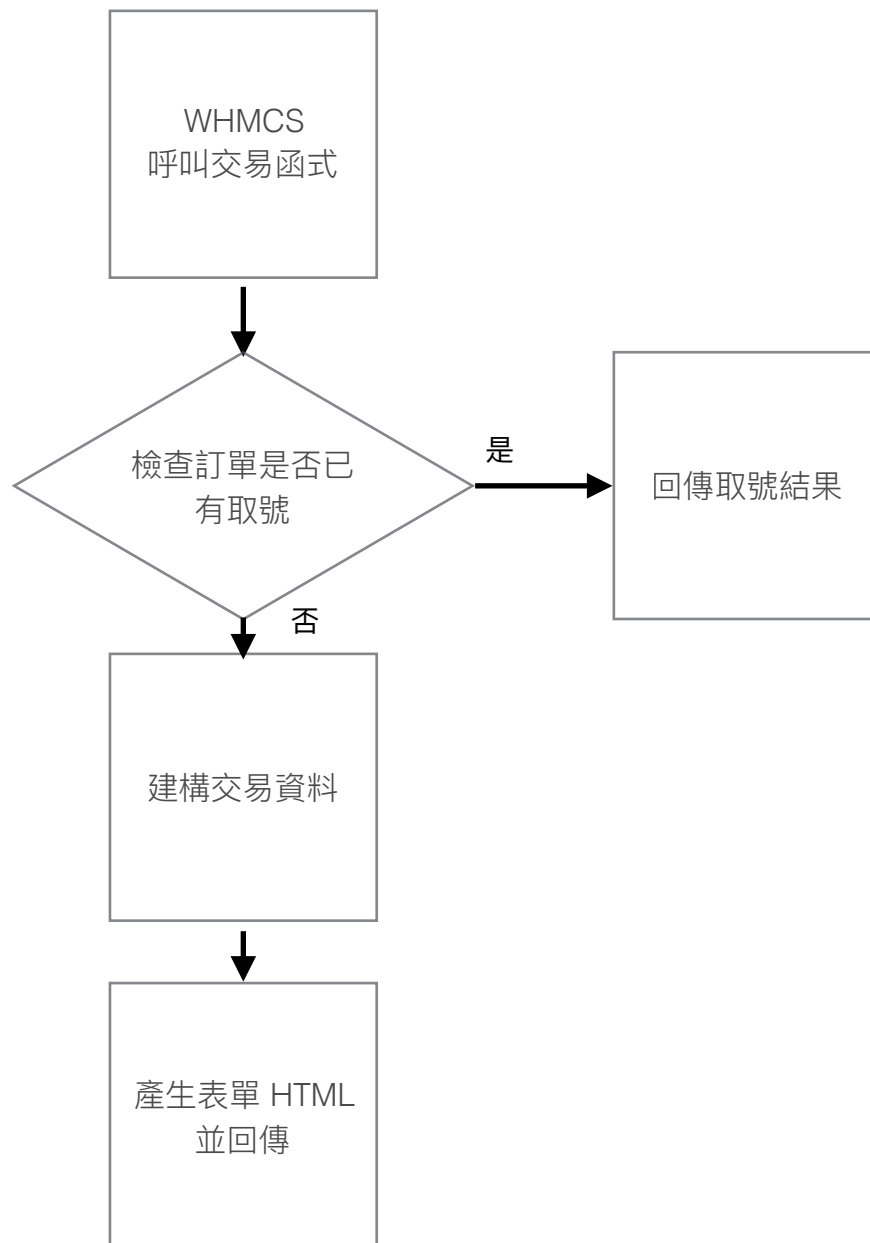 WHMCS
呼叫交易函式
檢查訂單是否已
有取號
是
回傳取號結果
否
建構交易資料
產生表單 HTML
並回傳